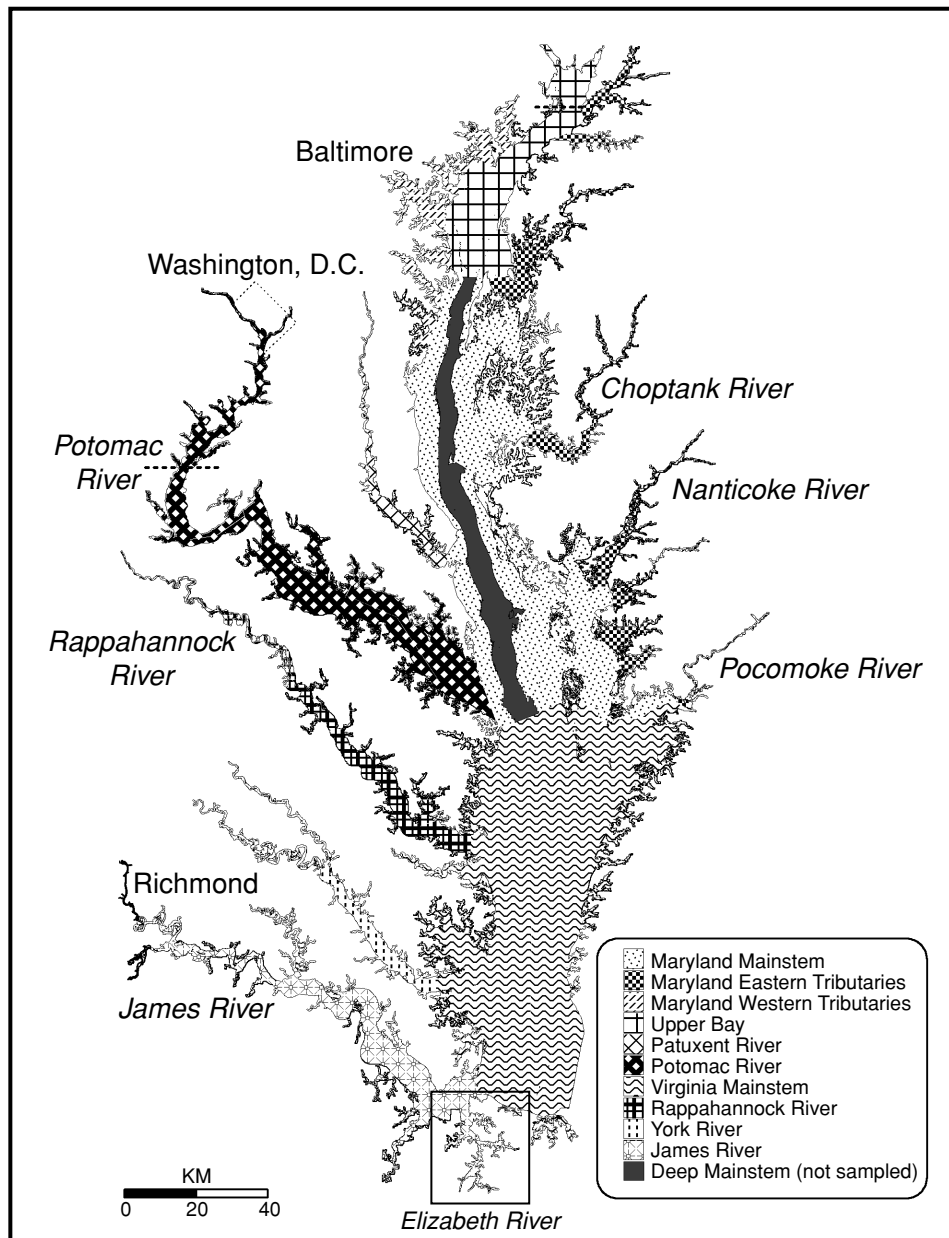 Baltimore
Washington, D.C.
Choptank River
Potomac
River
Nanticoke River
Rappahannock
River
Pocomoke River
Richmond
James River
Maryland Mainstem
Maryland Eastern Tributaries
Maryland Western Tributaries
Upper Bay
Patuxent River
Potomac River
Virginia Mainstem
Rappahannock River
York River
James River
Deep Mainstem (not sampled)
KM
0 20 40
Elizabeth River